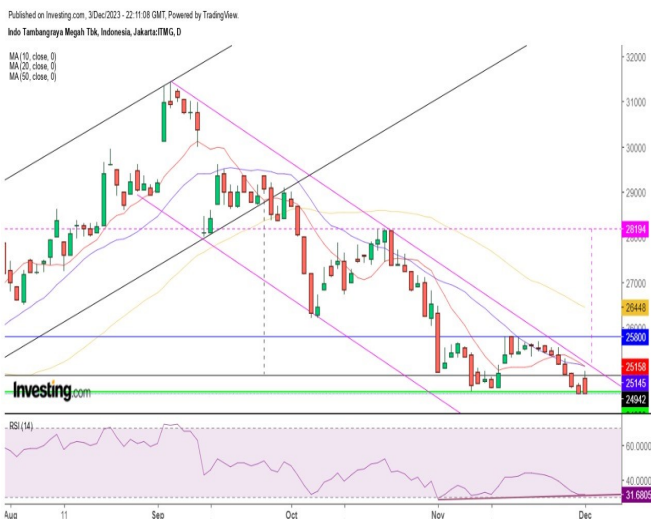 Published on Investing.com, 3/Dec/2023 - 22:11:08 GMT, Powered by TradingView.
Indo Tambangraya Megah Tbk, Indonesia, Jakarta:ITMG, D
MA (10, close, 0)
MA (20, close, 0)
MA (50, close, 0)
32000
31000
30000
29000
28194
28000
27000
26448
26000
25800
25158
25145
24942
Investing.com
RSI (14)
60.0000
40.0000
31.6805
Aug
11
Sep
Oct
Nov
Dec